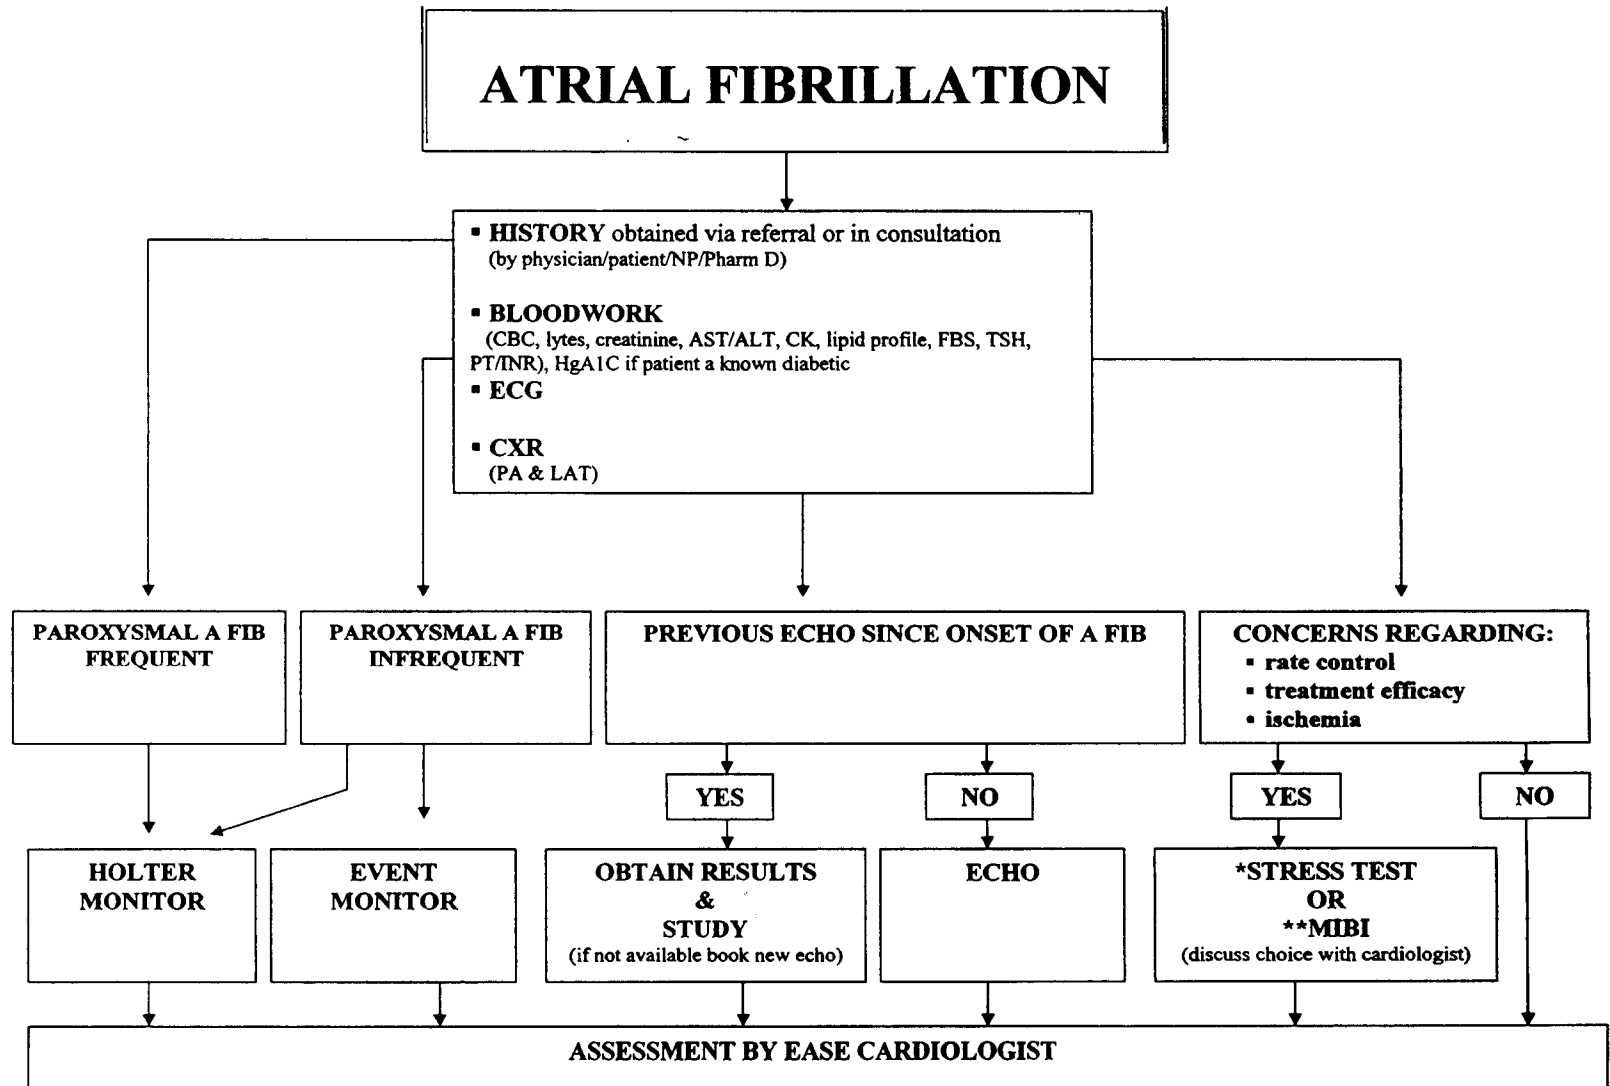 ATRIAL FIBRILLATION
▪ HISTORY obtained via referral or in consultation
(by physician/patient/NP/Pharm D)
▪ BLOODWORK
(CBC, lytes, creatinine, AST/ALT, CK, lipid profile, FBS, TSH,
PT/INR), HgA1C if patient a known diabetic
▪ ECG
▪ CXR
(PA & LAT)
PAROXYSMAL A FIB
FREQUENT
PAROXYSMAL A FIB
INFREQUENT
PREVIOUS ECHO SINCE ONSET OF A FIB
CONCERNS REGARDING:
▪ rate control
▪ treatment efficacy
▪ ischemia
YES
NO
YES
NO
HOLTER
MONITOR
EVENT
MONITOR
OBTAIN RESULTS
&
STUDY
(if not available book new echo)
ECHO
*STRESS TEST
OR
**MIBI
(discuss choice with cardiologist)
ASSESSMENT BY EASE CARDIOLOGIST